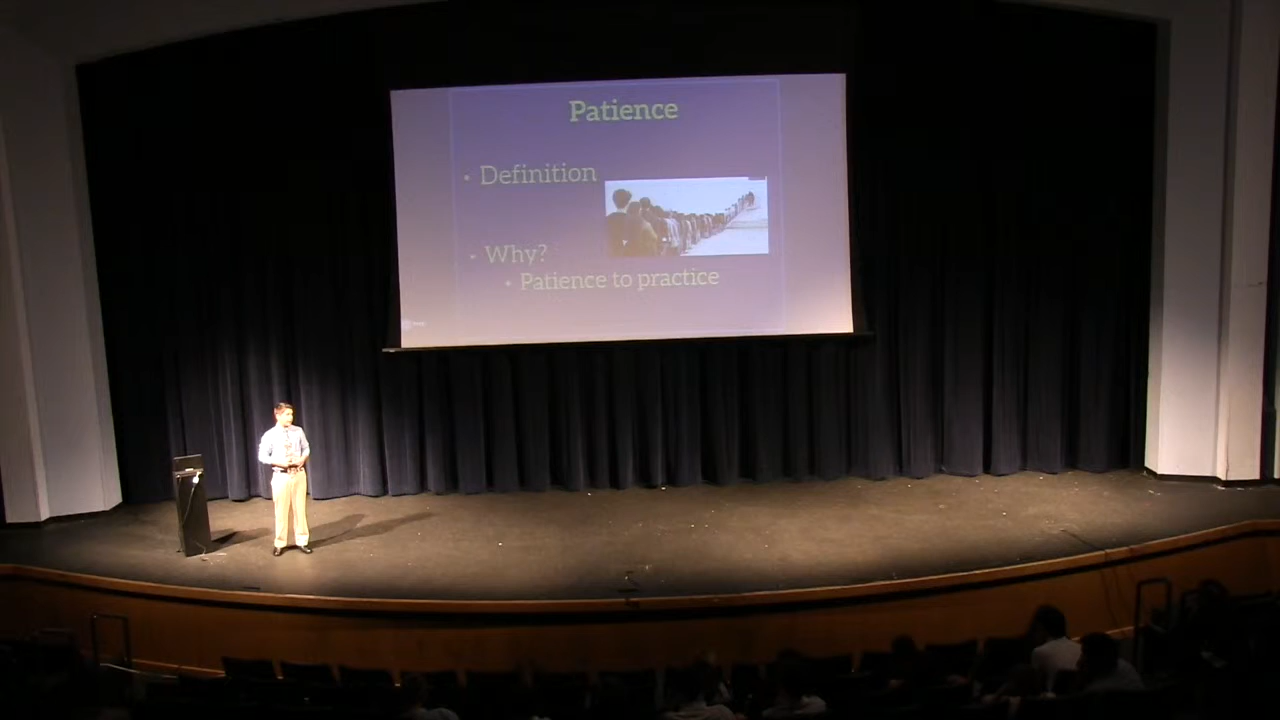 Patience
• Definition
• Why?
• Patience to practice